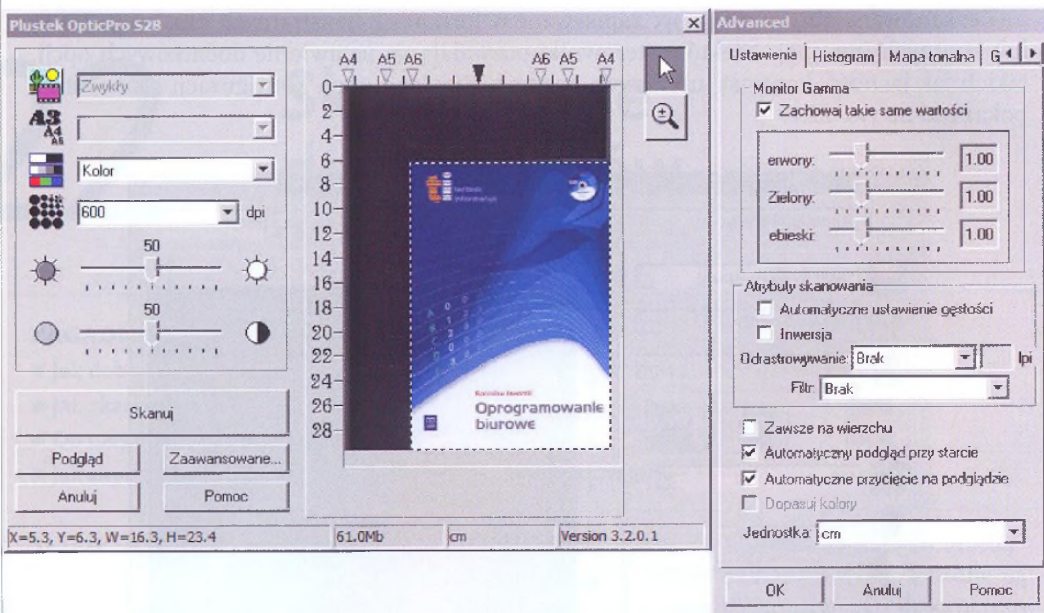 Plustek OpticPro S28
Zwykły
A3
A4
A5
Kolor
600 dpi
50
50
Skanuj
Podgląd Zaawansowane...
Anuluj Pomoc
A4 A5 A6 A6 A5 A4
0
2
4
6
8
10
12
14
16
18
20
22
24
26
28
Oprogramowanie
biurowe
X=5.3, Y=6.3, W=16.3, H=23.4 61.0Mb cm Version 3.2.0.1
Advanced
Ustawienia Histogram Mapa tonalna G
Monitor Gamma
Zachowaj takie same wartości
erwony: 1.00
Zielony: 1.00
ebieski: 1.00
Atrybuty skanowania
Automatyczne ustawienie gęstości
Inwersja
Odrastrowywanie: Brak lpi
Filtr: Brak
Zawsze na wierzchu
Automatyczny podgląd przy starcie
Automatyczne przycięcie na podglądzie
Dopasuj kolory
Jednostka: cm
OK Anuluj Pomoc